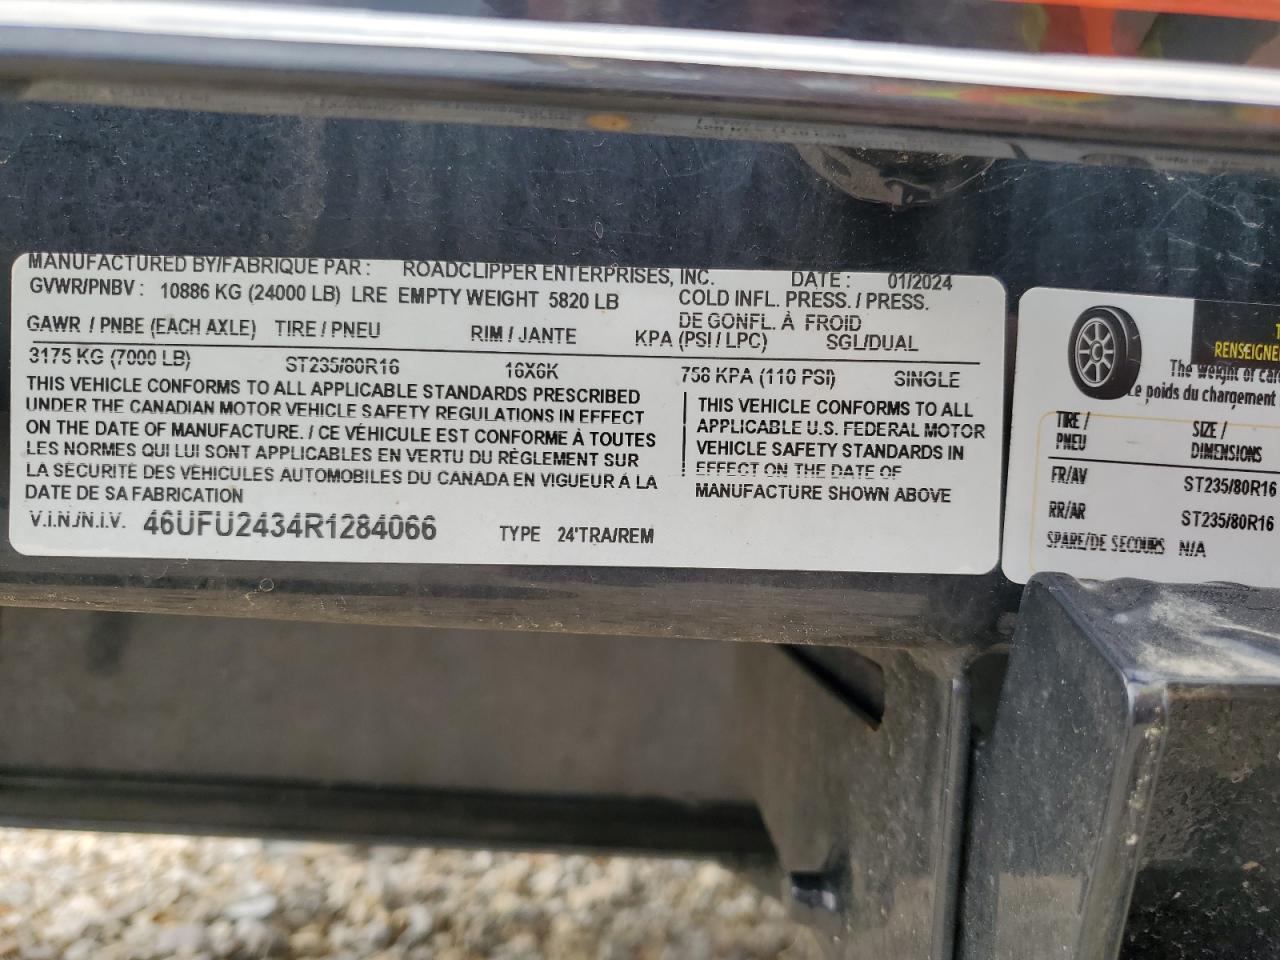 MANUFACTURED BY/FABRIQUE PAR: ROADCLIPPER ENTERPRISES, INC. DATE: 01/2024
GVWR/PNBV: 10886 KG (24000 LB) LRE EMPTY WEIGHT 5820 LB
COLD INFL. PRESS. / PRESS.
DE GONFL. À FROID
GAWR / PNBE (EACH AXLE) TIRE / PNEU RIM / JANTE KPA (PSI / LPC) SGL/DUAL
3175 KG (7000 LB) ST235/80R16 16X6K 758 KPA (110 PSI) SINGLE
THIS VEHICLE CONFORMS TO ALL APPLICABLE STANDARDS PRESCRIBED
UNDER THE CANADIAN MOTOR VEHICLE SAFETY REGULATIONS IN EFFECT
ON THE DATE OF MANUFACTURE. / CE VÉHICULE EST CONFORME À TOUTES
LES NORMES QUI LUI SONT APPLICABLES EN VERTU DU RÈGLEMENT SUR
LA SÉCURITÉ DES VÉHICULES AUTOMOBILES DU CANADA EN VIGUEUR À LA
DATE DE SA FABRICATION
THIS VEHICLE CONFORMS TO ALL
APPLICABLE U.S. FEDERAL MOTOR
VEHICLE SAFETY STANDARDS IN
EFFECT ON THE DATE OF
MANUFACTURE SHOWN ABOVE
V.I.N./N.I.V. 46UFU2434R1284066 TYPE 24'TRA/REM
RENSEIGNE
The weight of
Le poids du chargement
TIRE / SIZE /
PNEU DIMENSIONS
FR/AV ST235/80R16
RR/AR ST235/80R16
SPARE/DE SECOURS N/A